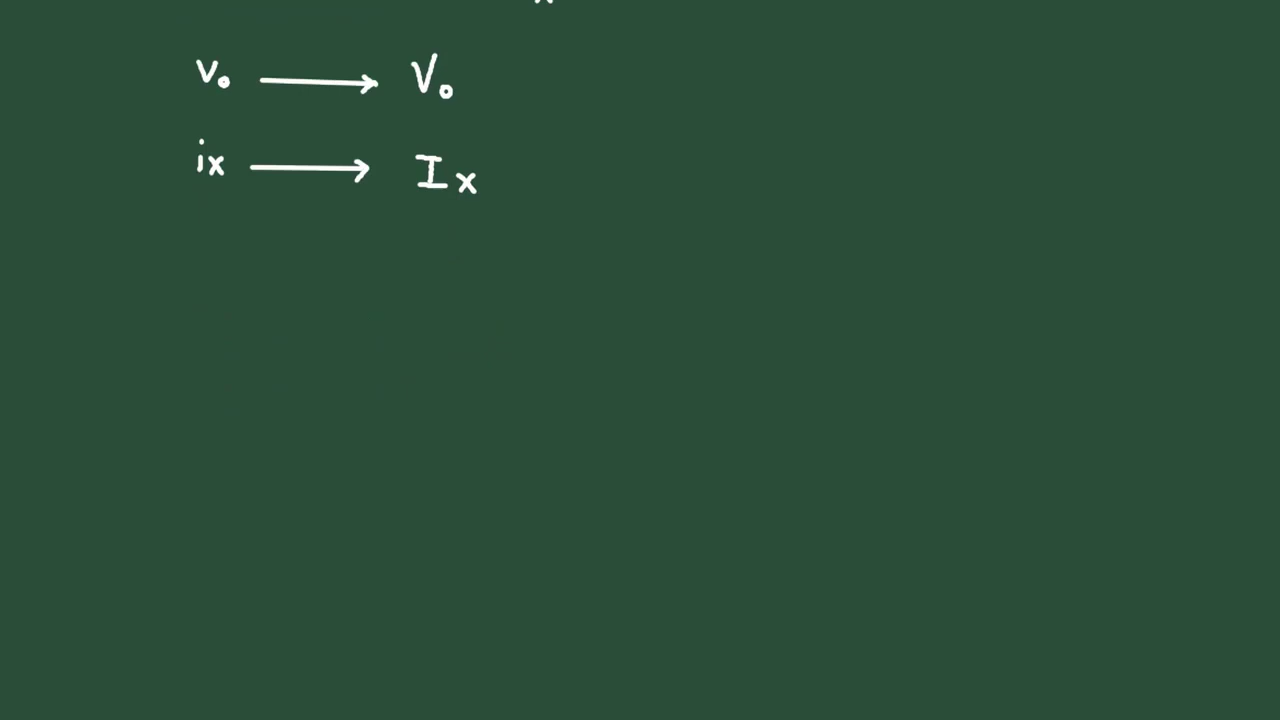 v₀ → V₀
ix → Iₓ